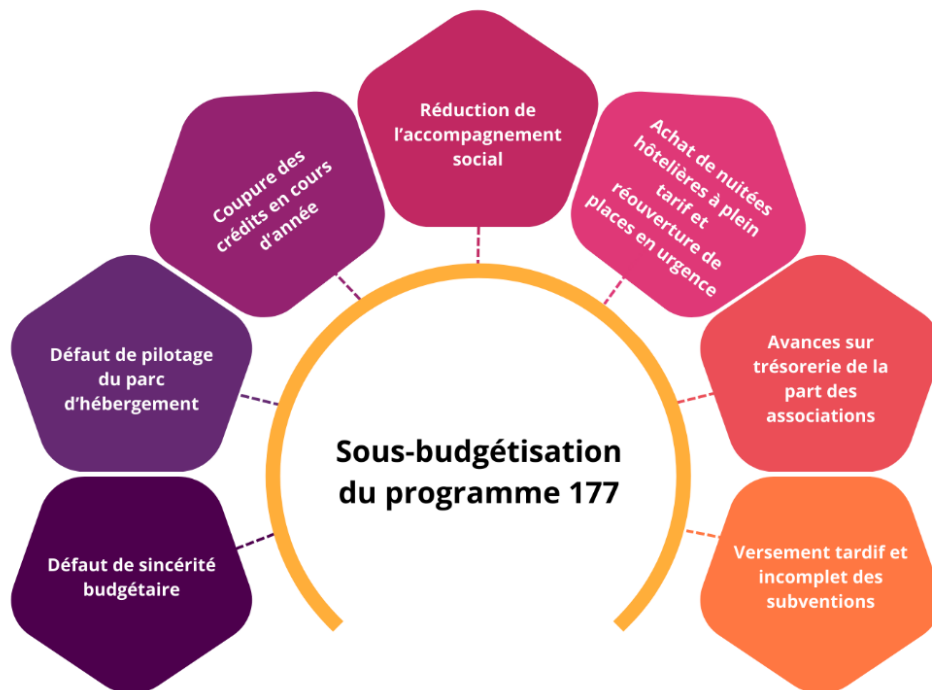 Réduction de
l’accompagnement
social
Coupure des
crédits en cours
d’année
Achat de nuitées
hôtelières à plein
tarif et
réouverture de
places en urgence
Défaut de pilotage
du parc
d’hébergement
Avances sur
trésorerie de la
part des
associations
Sous-budgétisation
du programme 177
Défaut de sincérité
budgétaire
Versement tardif et
incomplet des
subventions